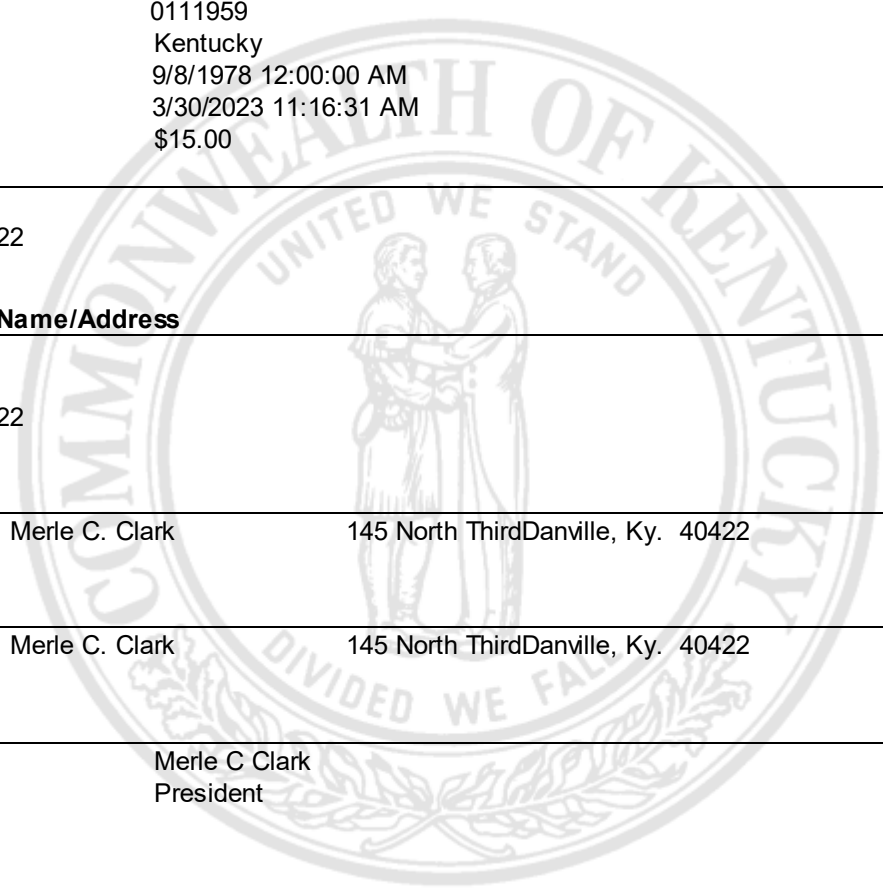 0111959
Kentucky
9/8/1978 12:00:00 AM
3/30/2023 11:16:31 AM
$15.00
COMMONWEALTH OF KENTUCKY
UNITED WE STAND
22
Name/Address
22
Merle C. Clark 145 North ThirdDanville, Ky. 40422
Merle C. Clark 145 North ThirdDanville, Ky. 40422
DIVIDED WE FALL
Merle C Clark
President